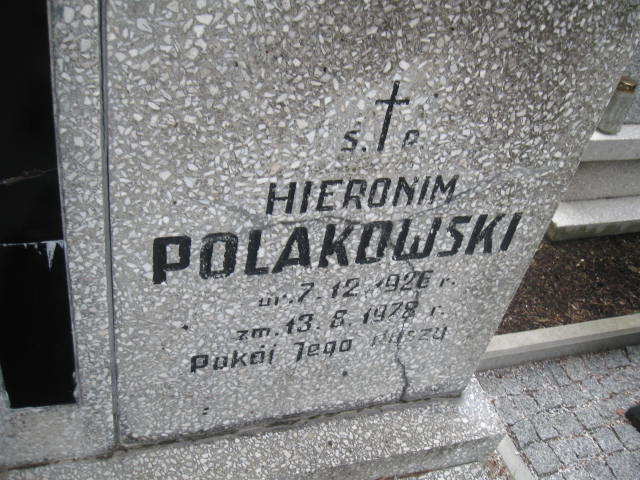 Ś. P.
HIERONIM
POLAKOWSKI
ur. 7. 12. 1926 r.
zm. 13. 8. 1978 r.
Pokój Jego Duszy